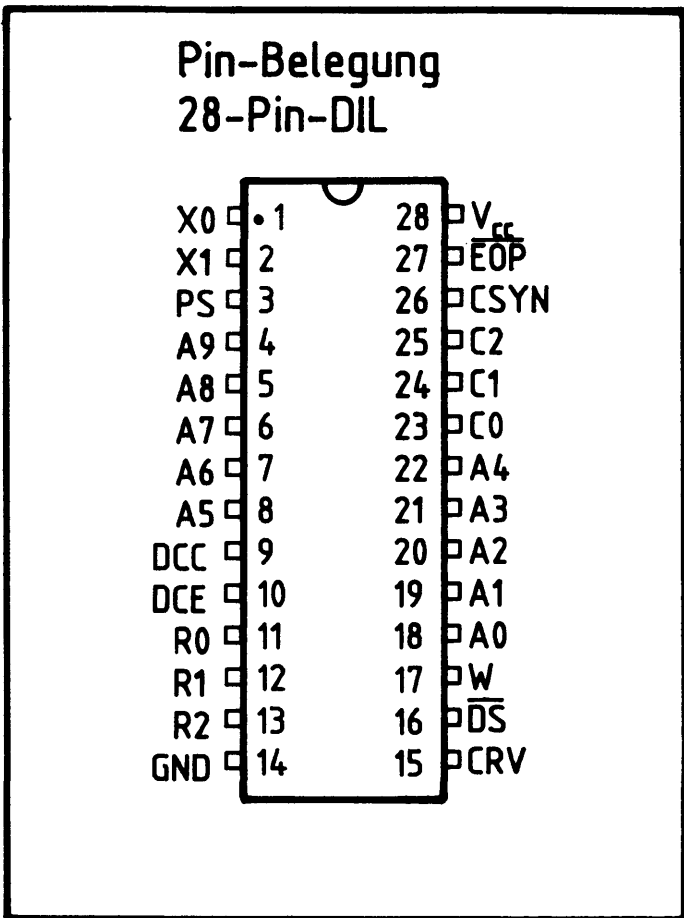 Pin-Belegung
28-Pin-DIL
X0 1 28 VCC
X1 2 27 EOP
PS 3 26 CSYN
A9 4 25 C2
A8 5 24 C1
A7 6 23 C0
A6 7 22 A4
A5 8 21 A3
DCC 9 20 A2
DCE 10 19 A1
R0 11 18 A0
R1 12 17 W
R2 13 16 DS
GND 14 15 CRV